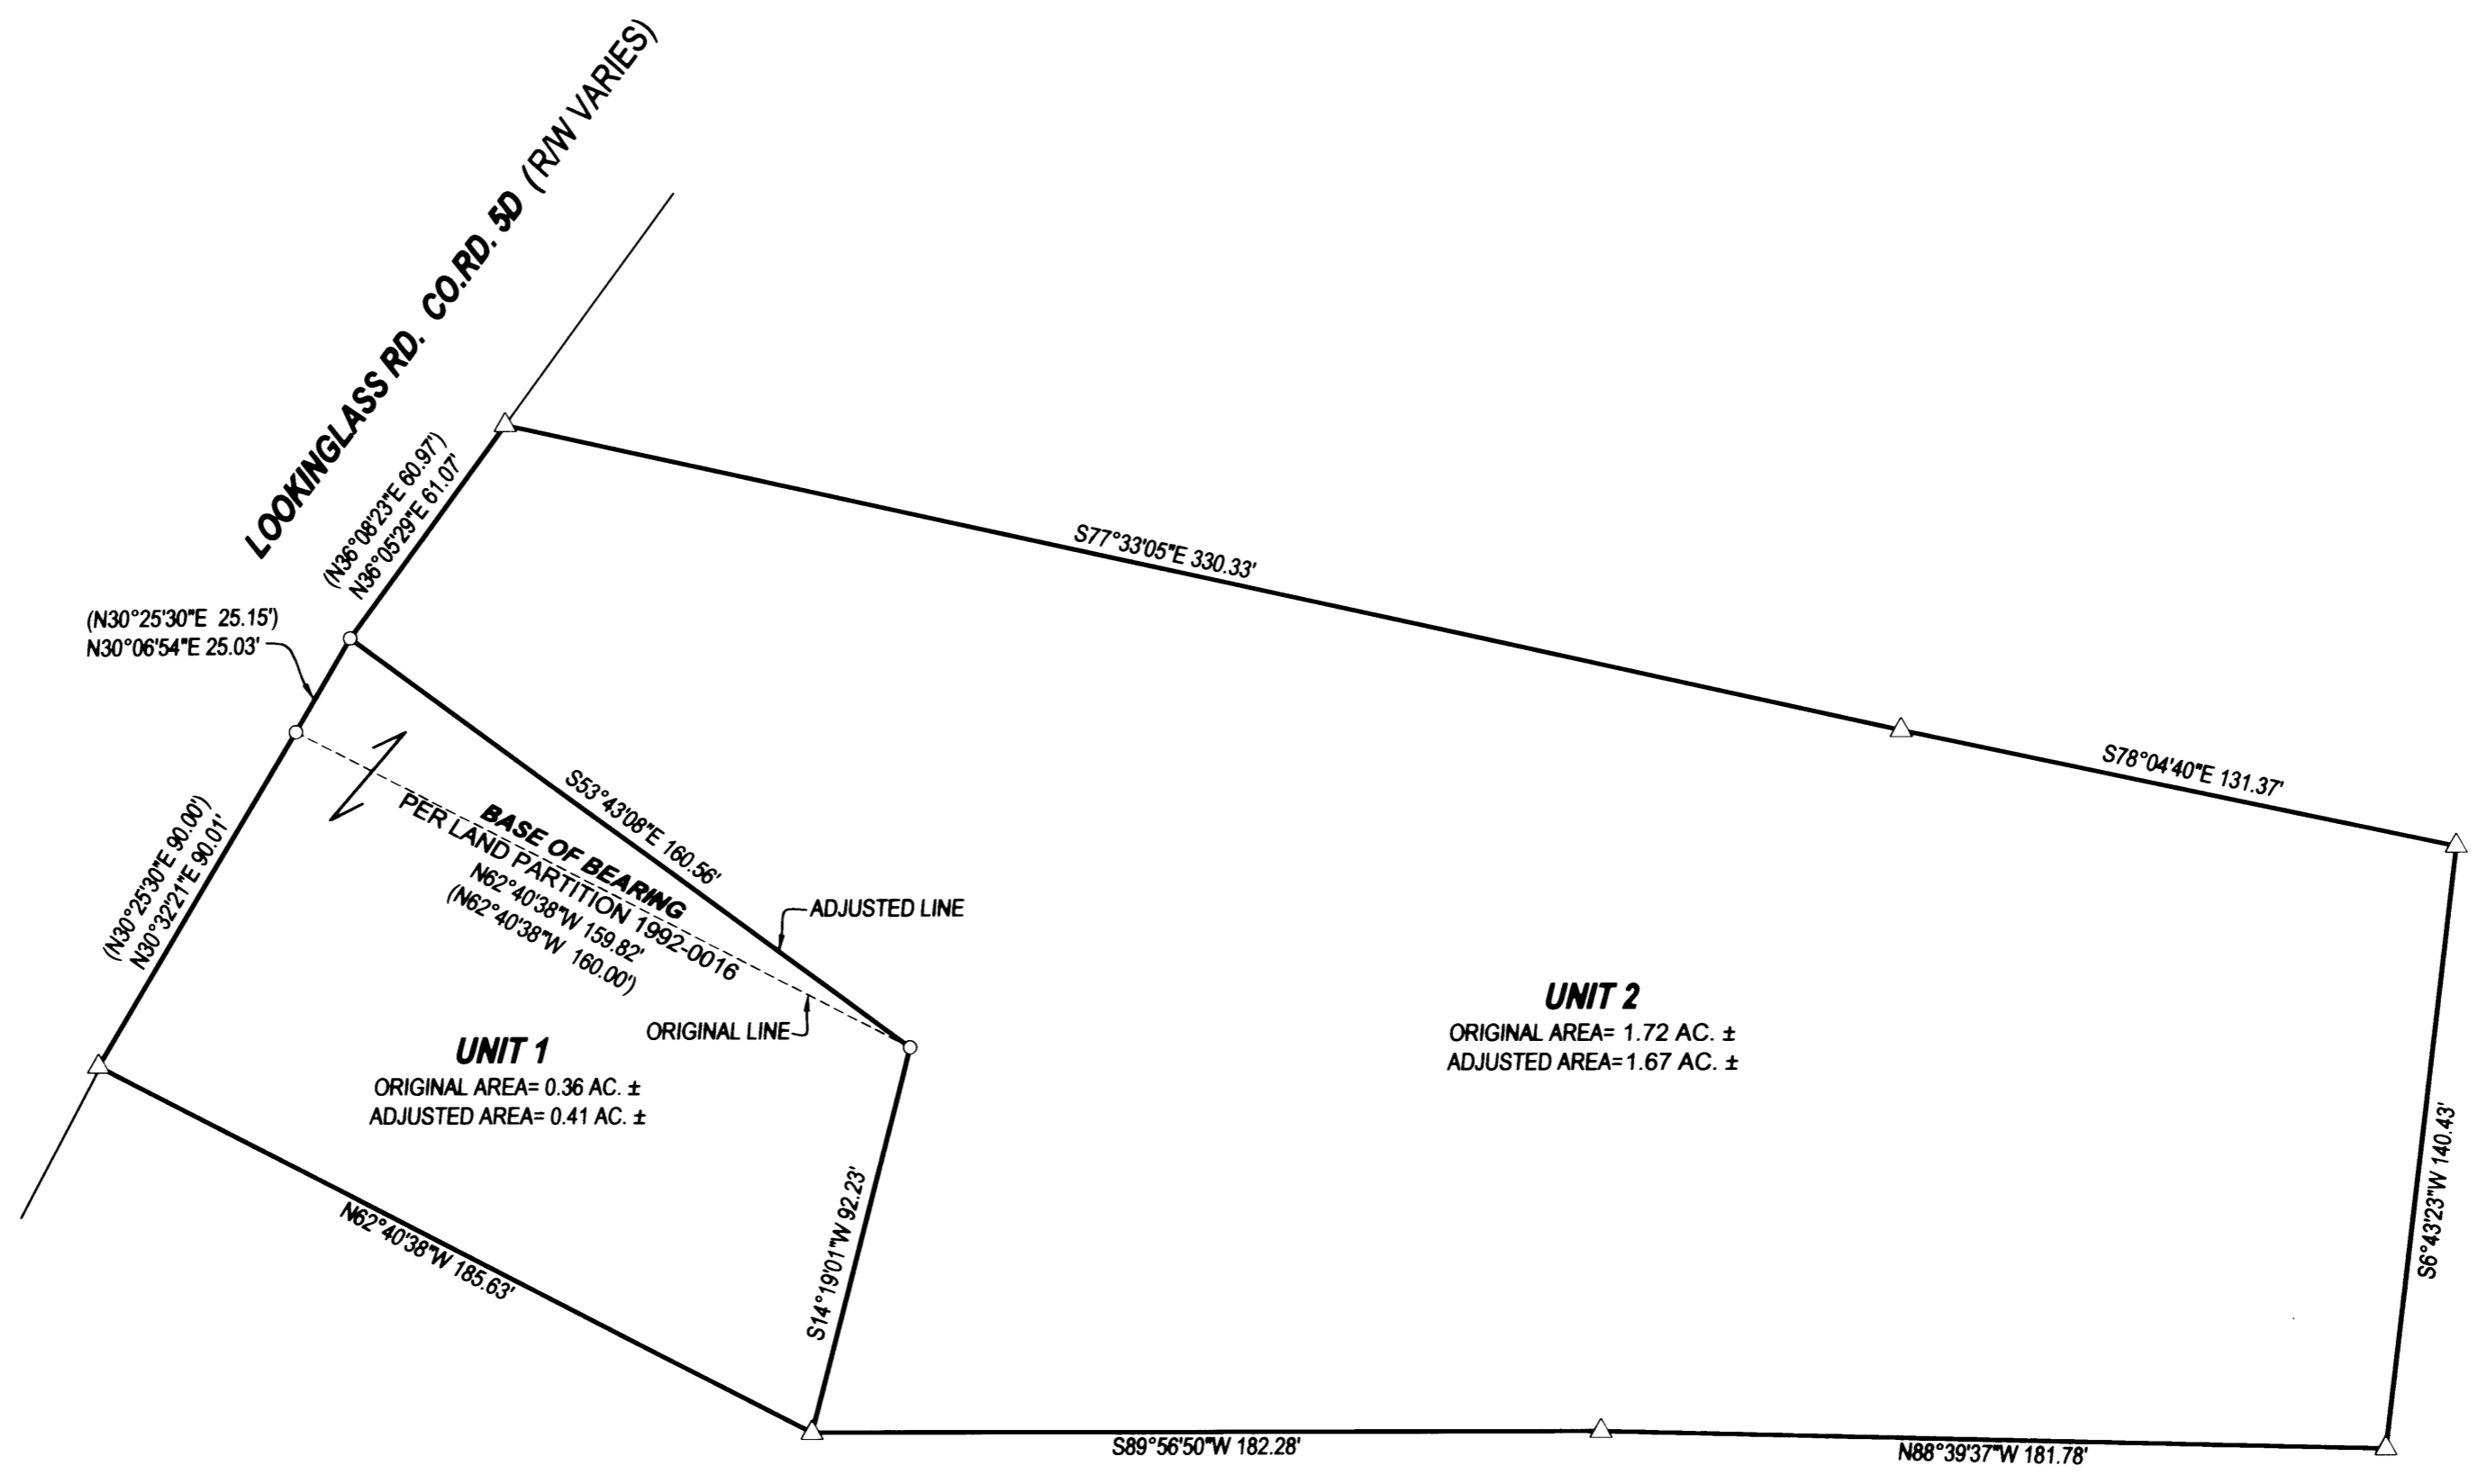 LOOKINGLASS RD. CO.RD. 5D (R/W VARIES)
(N36°08'23"E 60.97')
N36°05'29"E 61.07'
S77°33'05"E 330.33'
(N30°25'30"E 25.15')
N30°06'54"E 25.03'
S78°04'40"E 131.37'
S53°43'08"E 160.56'
BASE OF BEARING
PER LAND PARTITION 1992-0016
N62°40'38"W 159.82'
(N62°40'38"W 160.00')
(N30°25'30"E 90.00')
N30°32'21"E 90.01'
ADJUSTED LINE
ORIGINAL LINE
UNIT 1
ORIGINAL AREA= 0.36 AC. ±
ADJUSTED AREA= 0.41 AC. ±
UNIT 2
ORIGINAL AREA= 1.72 AC. ±
ADJUSTED AREA=1.67 AC. ±
S6°43'23"W 140.43'
N62°40'38"W 185.63'
S14°19'01"W 92.23'
S89°56'50"W 182.28'
N88°39'37"W 181.78'